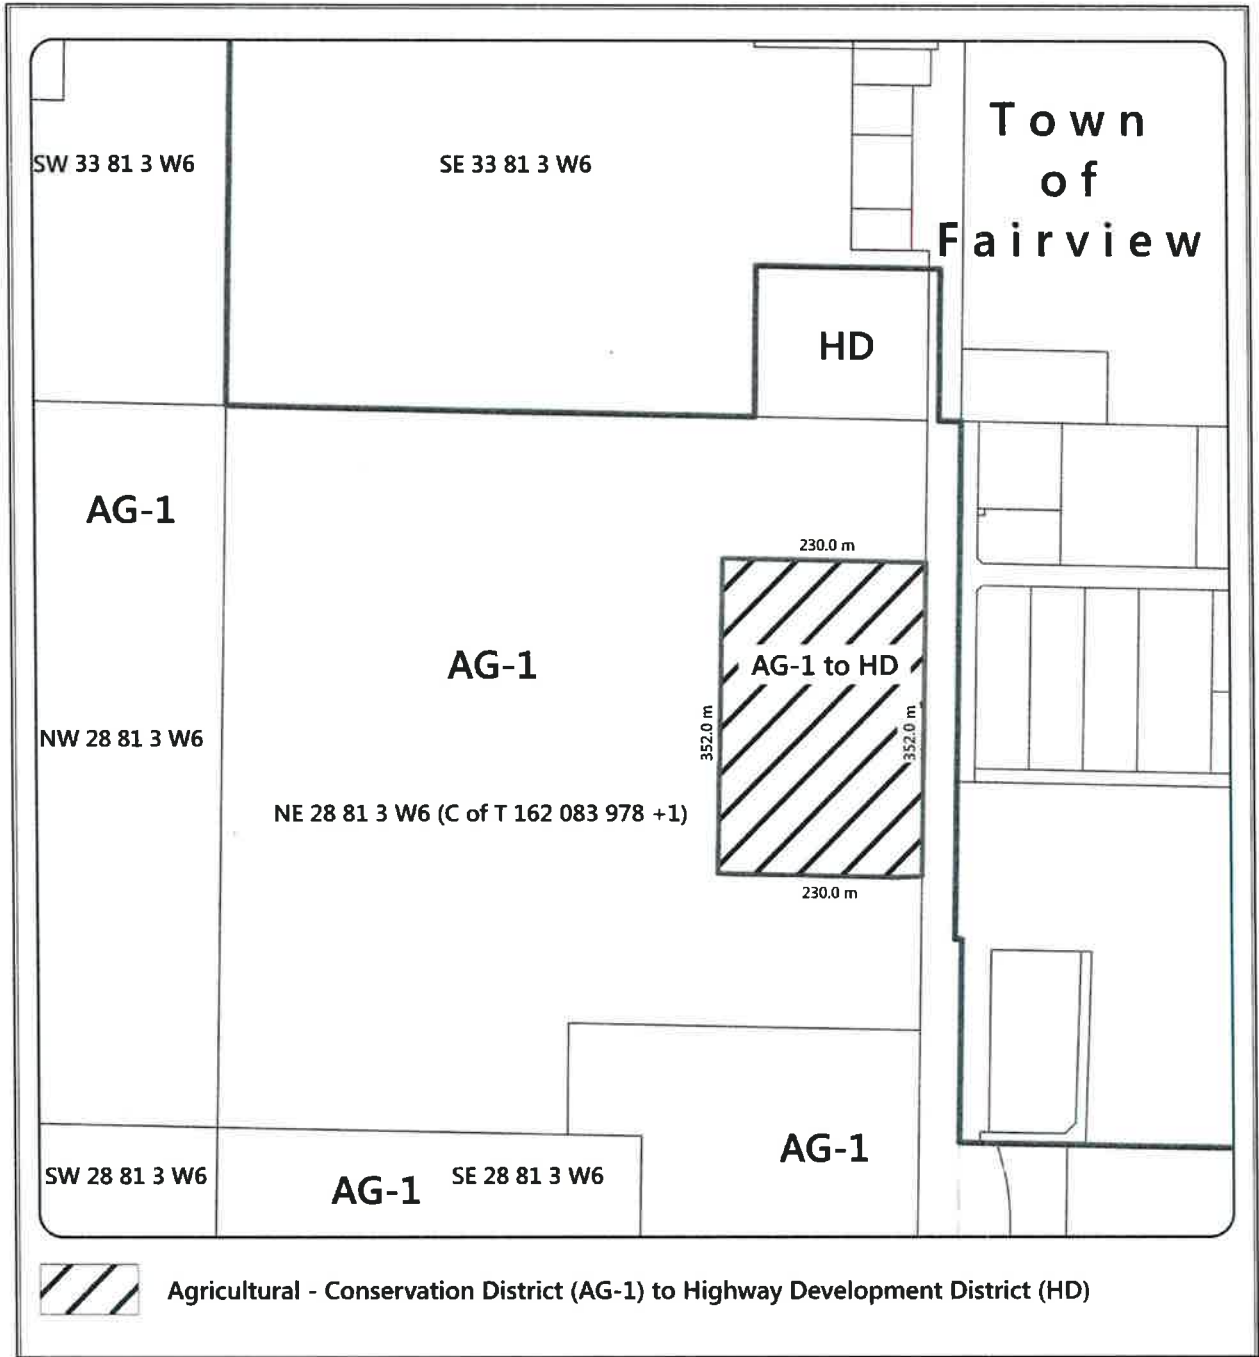 Town
of
Fairview
SW 33 81 3 W6
SE 33 81 3 W6
HD
AG-1
230.0 m
AG-1
AG-1 to HD
352.0 m
352.0 m
NW 28 81 3 W6
NE 28 81 3 W6 (C of T 162 083 978 +1)
230.0 m
AG-1
SW 28 81 3 W6
AG-1
SE 28 81 3 W6
Agricultural - Conservation District (AG-1) to Highway Development District (HD)